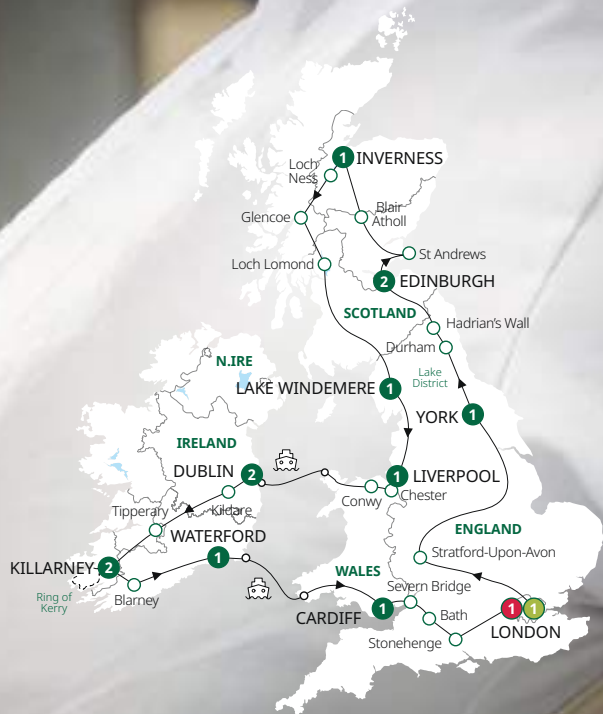 1 INVERNESS
Loch
Ness
Blair
Atholl
Glencoe
St Andrews
Loch Lomond
2 EDINBURGH
SCOTLAND
Hadrian's Wall
Durham
N.IRE
Lake
District
LAKE WINDEMERE 1
YORK 1
IRELAND
DUBLIN 2
1 LIVERPOOL
Conwy
Chester
Kildare
Tipperary
WATERFORD
1
ENGLAND
Stratford-Upon-Avon
KILLARNEY 2
Blarney
Ring of
Kerry
WALES
Severn Bridge
CARDIFF 1
Bath
1 1
LONDON
Stonehenge